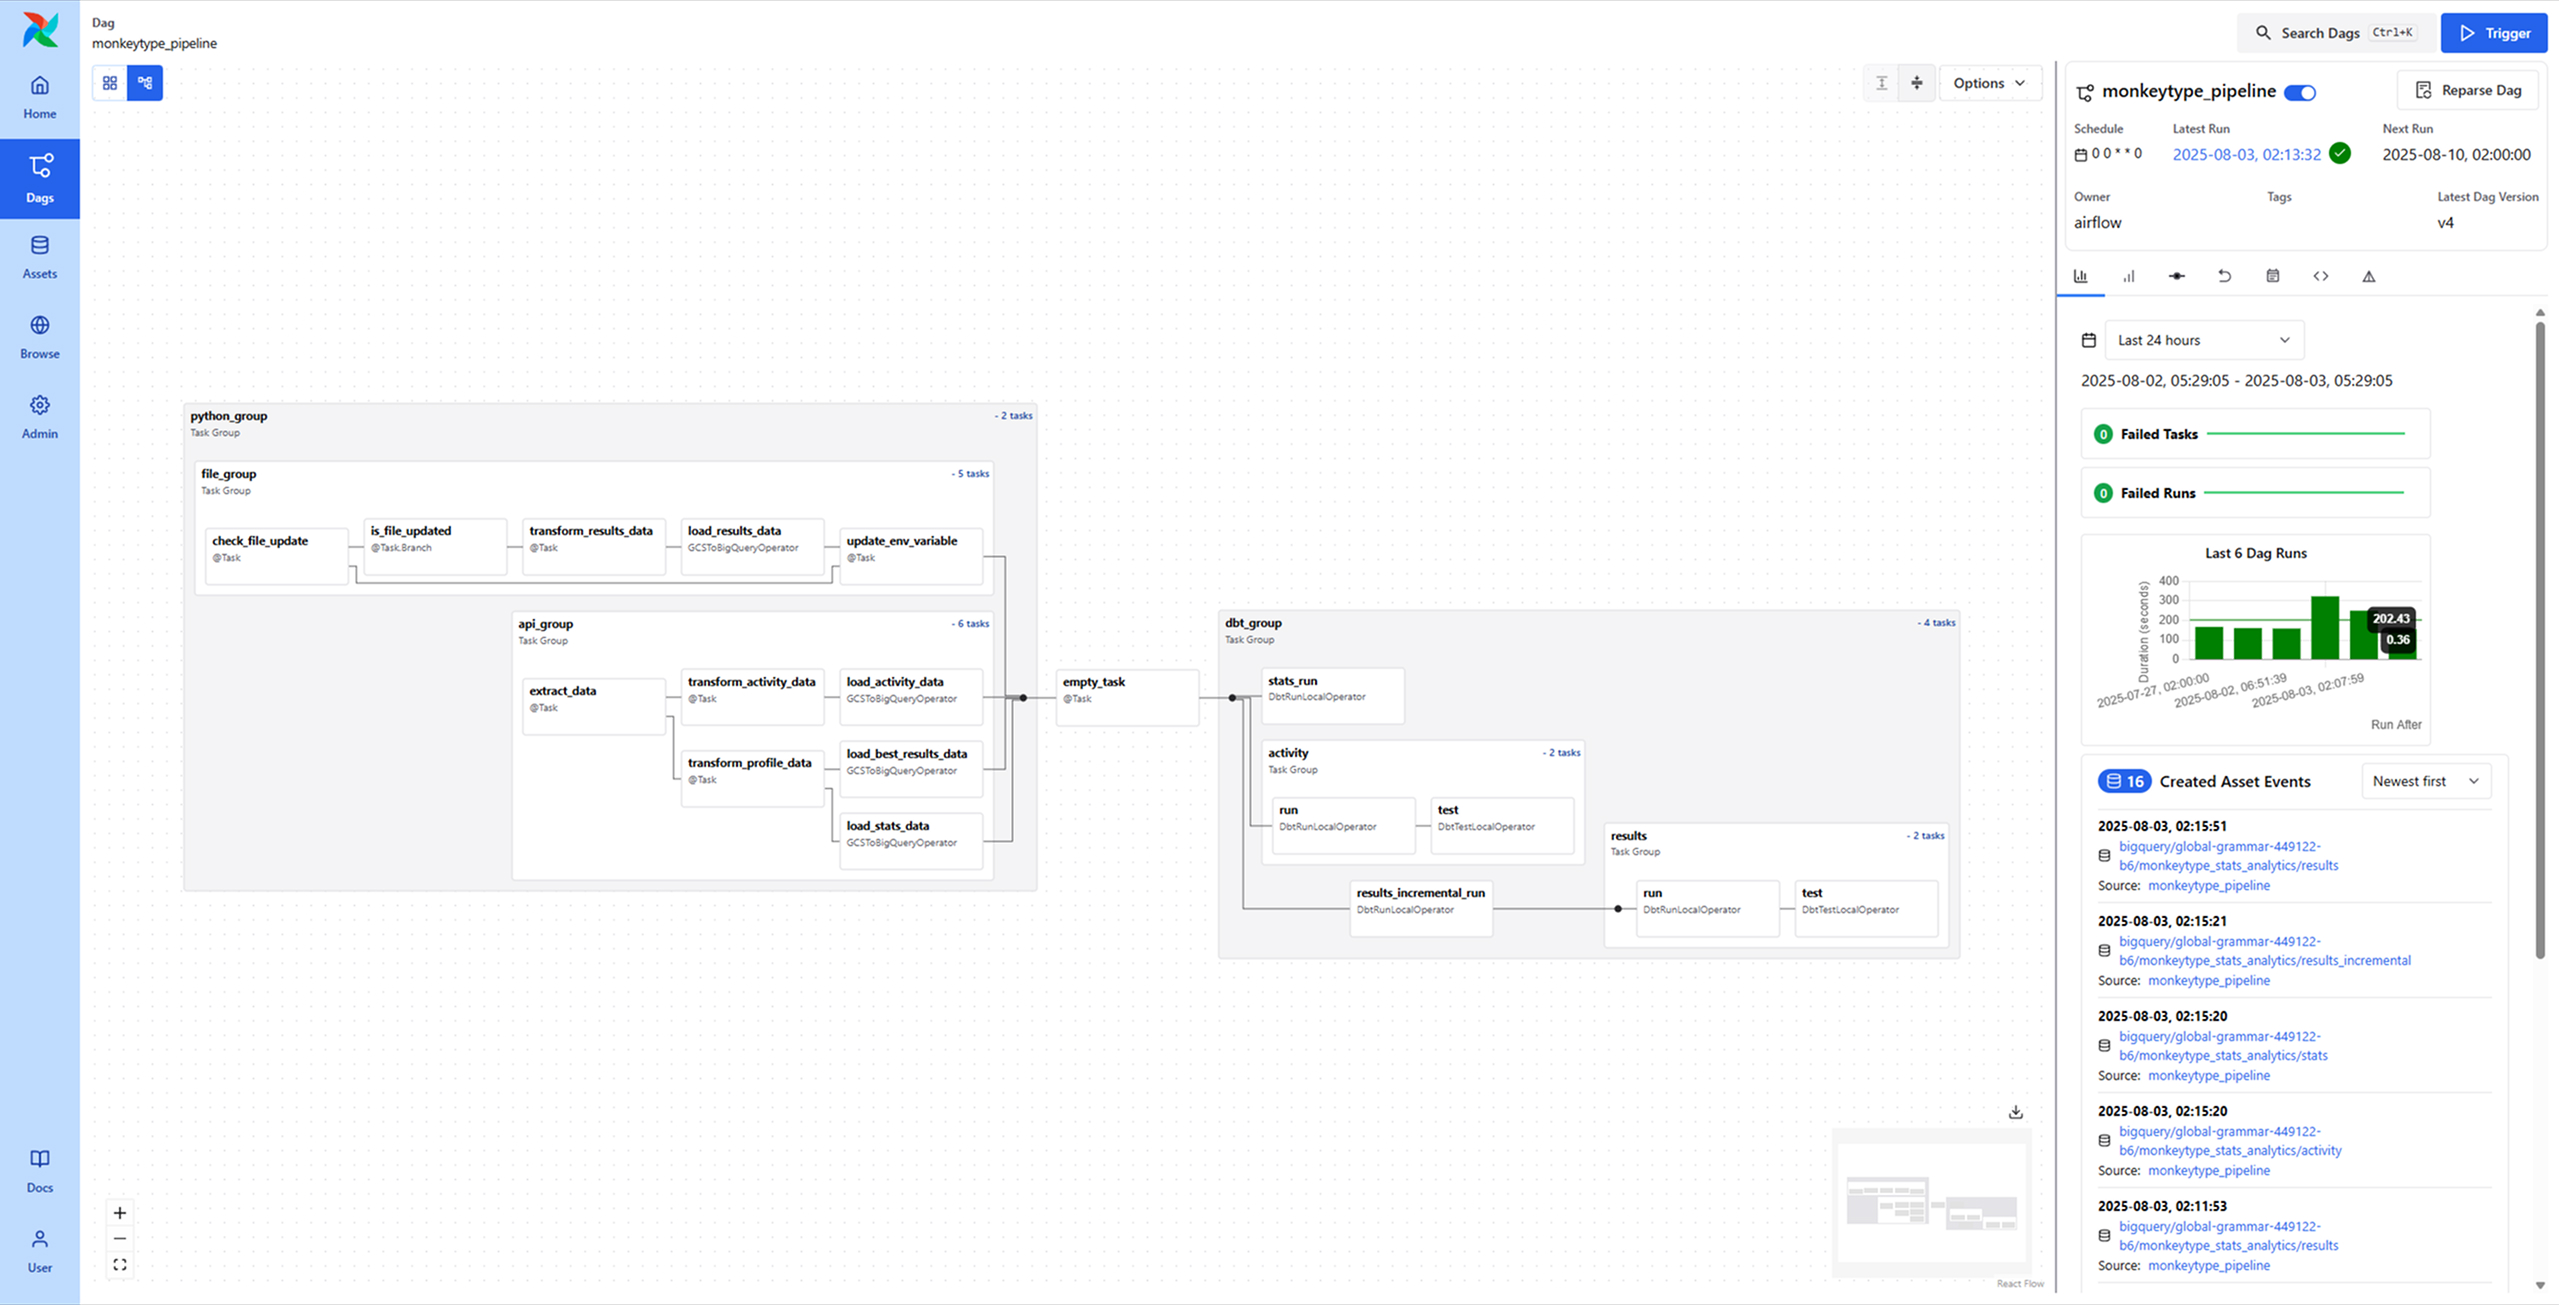 Dag
monkeytype_pipeline
Search Dags Ctrl+K
Trigger
Home
Dags
Assets
Browse
Admin
Docs
User
Options
python_group
- 2 tasks
Task Group
file_group
- 5 tasks
Task Group
check_file_update
@Task
is_file_updated
@Task.Branch
transform_results_data
@Task
load_results_data
GCSToBigQueryOperator
update_env_variable
@Task
api_group
- 6 tasks
Task Group
extract_data
@Task
transform_activity_data
@Task
load_activity_data
GCSToBigQueryOperator
transform_profile_data
@Task
load_best_results_data
GCSToBigQueryOperator
load_stats_data
GCSToBigQueryOperator
empty_task
@Task
dbt_group
- 4 tasks
Task Group
stats_run
DbtRunLocalOperator
activity
- 2 tasks
Task Group
run
DbtRunLocalOperator
test
DbtTestLocalOperator
results_incremental_run
DbtRunLocalOperator
results
- 2 tasks
Task Group
run
DbtRunLocalOperator
test
DbtTestLocalOperator
React Flow
monkeytype_pipeline
Reparse Dag
Schedule
Latest Run
Next Run
0 0 * * 0
2025-08-03, 02:13:32
2025-08-10, 02:00:00
Owner
Tags
Latest Dag Version
airflow
v4
Last 24 hours
2025-08-02, 05:29:05 - 2025-08-03, 05:29:05
0 Failed Tasks
0 Failed Runs
Last 6 Dag Runs
Duration (seconds)
400
300
200
100
0
202.43
0.36
2025-07-27, 02:00:00
2025-08-02, 06:51:39
2025-08-03, 02:07:59
Run After
16 Created Asset Events
Newest first
2025-08-03, 02:15:51
bigquery/global-grammar-449122-
b6/monkeytype_stats_analytics/results
Source: monkeytype_pipeline
2025-08-03, 02:15:21
bigquery/global-grammar-449122-
b6/monkeytype_stats_analytics/results_incremental
Source: monkeytype_pipeline
2025-08-03, 02:15:20
bigquery/global-grammar-449122-
b6/monkeytype_stats_analytics/stats
Source: monkeytype_pipeline
2025-08-03, 02:15:20
bigquery/global-grammar-449122-
b6/monkeytype_stats_analytics/activity
Source: monkeytype_pipeline
2025-08-03, 02:11:53
bigquery/global-grammar-449122-
b6/monkeytype_stats_analytics/results
Source: monkeytype_pipeline